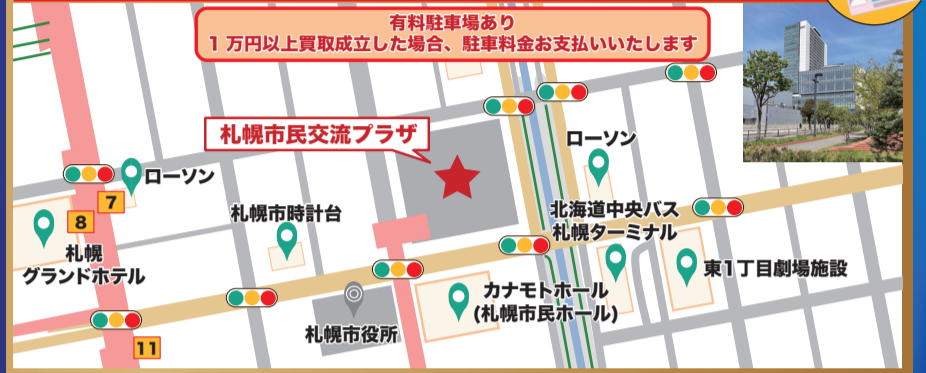 有料駐車場あり
1万円以上買取成立した場合、駐車料金お支払いいたします
札幌市民交流プラザ
ローソン
ローソン
7
8
札幌市時計台
北海道中央バス
札幌ターミナル
札幌
グランドホテル
東1丁目劇場施設
カナモトホール
(札幌市民ホール)
札幌市役所
11